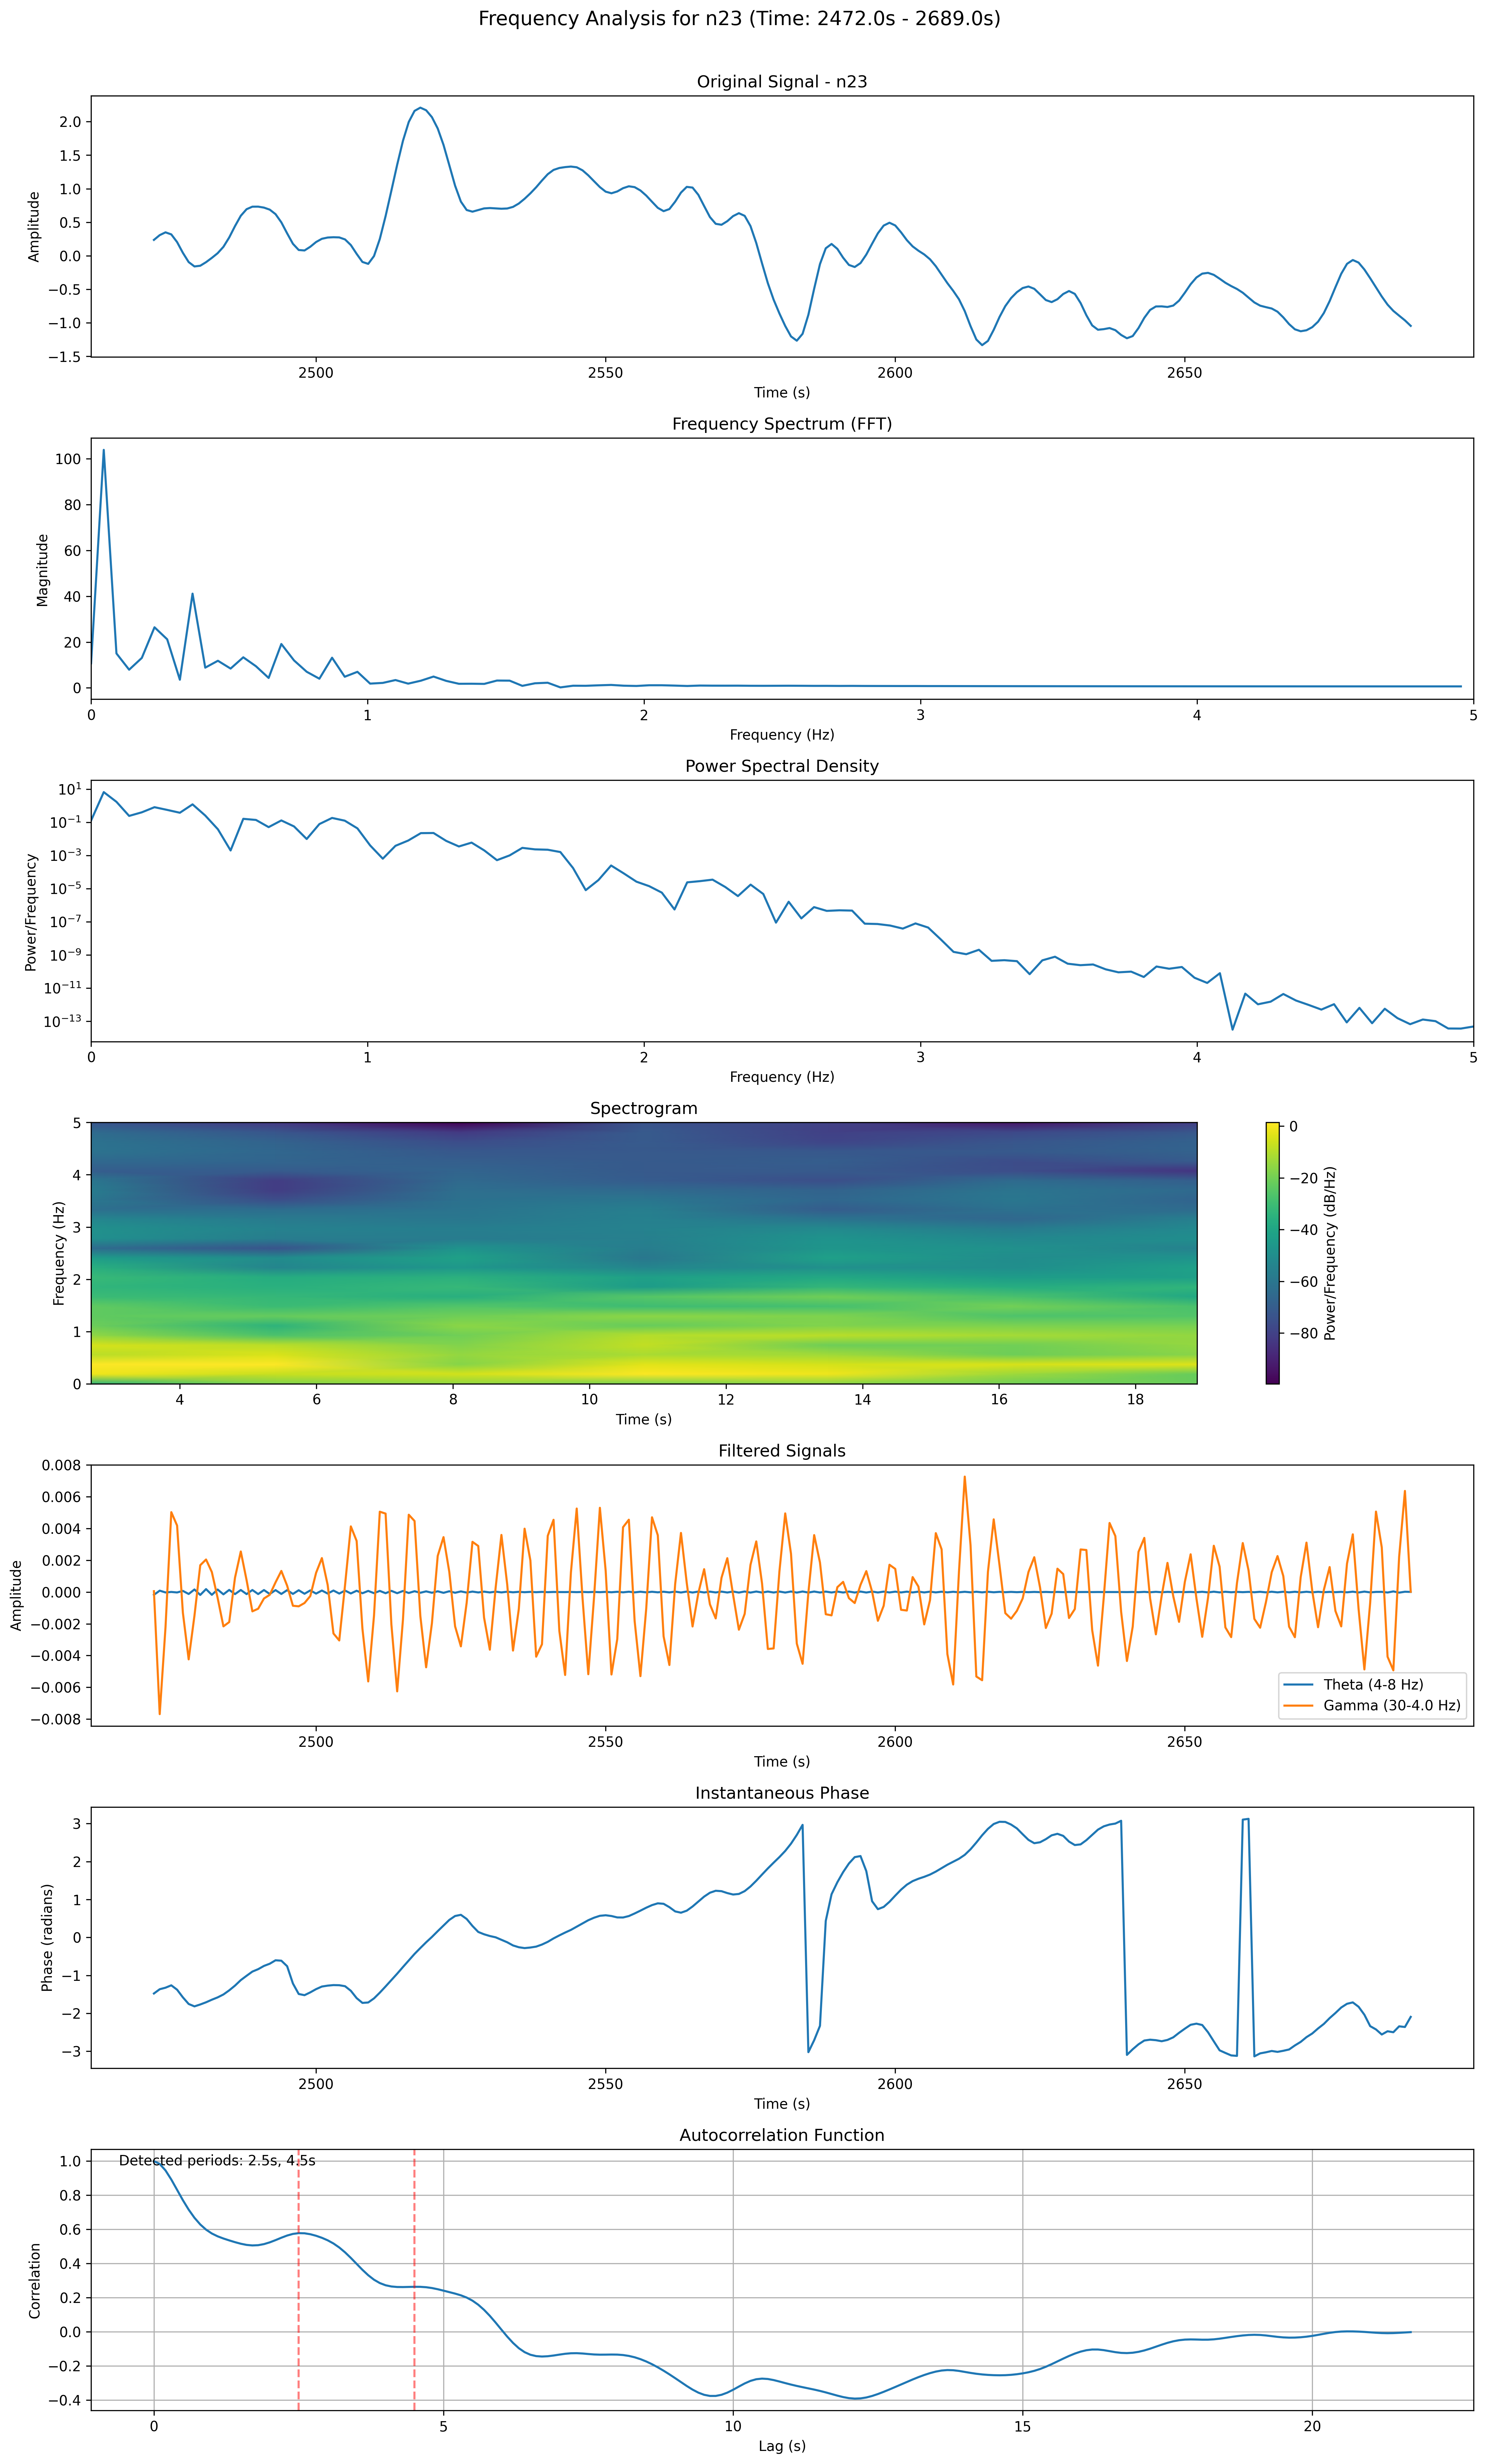 Frequency Analysis for n23 (Time: 2472.0s - 2689.0s)
Original Signal - n23
Amplitude
2.0
1.5
1.0
0.5
0.0
−0.5
−1.0
−1.5
2500 2550 2600 2650
Time (s)
Frequency Spectrum (FFT)
Magnitude
100
80
60
40
20
0
0 1 2 3 4 5
Frequency (Hz)
Power Spectral Density
Power/Frequency
10¹
10⁻¹
10⁻³
10⁻⁵
10⁻⁷
10⁻⁹
10⁻¹¹
10⁻¹³
0 1 2 3 4 5
Frequency (Hz)
Spectrogram
Frequency (Hz)
5
4
3
2
1
0
4 6 8 10 12 14 16 18
Time (s)
0
−20
−40
−60
−80
Power/Frequency (dB/Hz)
Filtered Signals
Amplitude
0.008
0.006
0.004
0.002
0.000
−0.002
−0.004
−0.006
−0.008
Theta (4-8 Hz)
Gamma (30-4.0 Hz)
2500 2550 2600 2650
Time (s)
Instantaneous Phase
Phase (radians)
3
2
1
0
−1
−2
−3
2500 2550 2600 2650
Time (s)
Autocorrelation Function
Detected periods: 2.5s, 4.5s
Correlation
1.0
0.8
0.6
0.4
0.2
0.0
−0.2
−0.4
0 5 10 15 20
Lag (s)